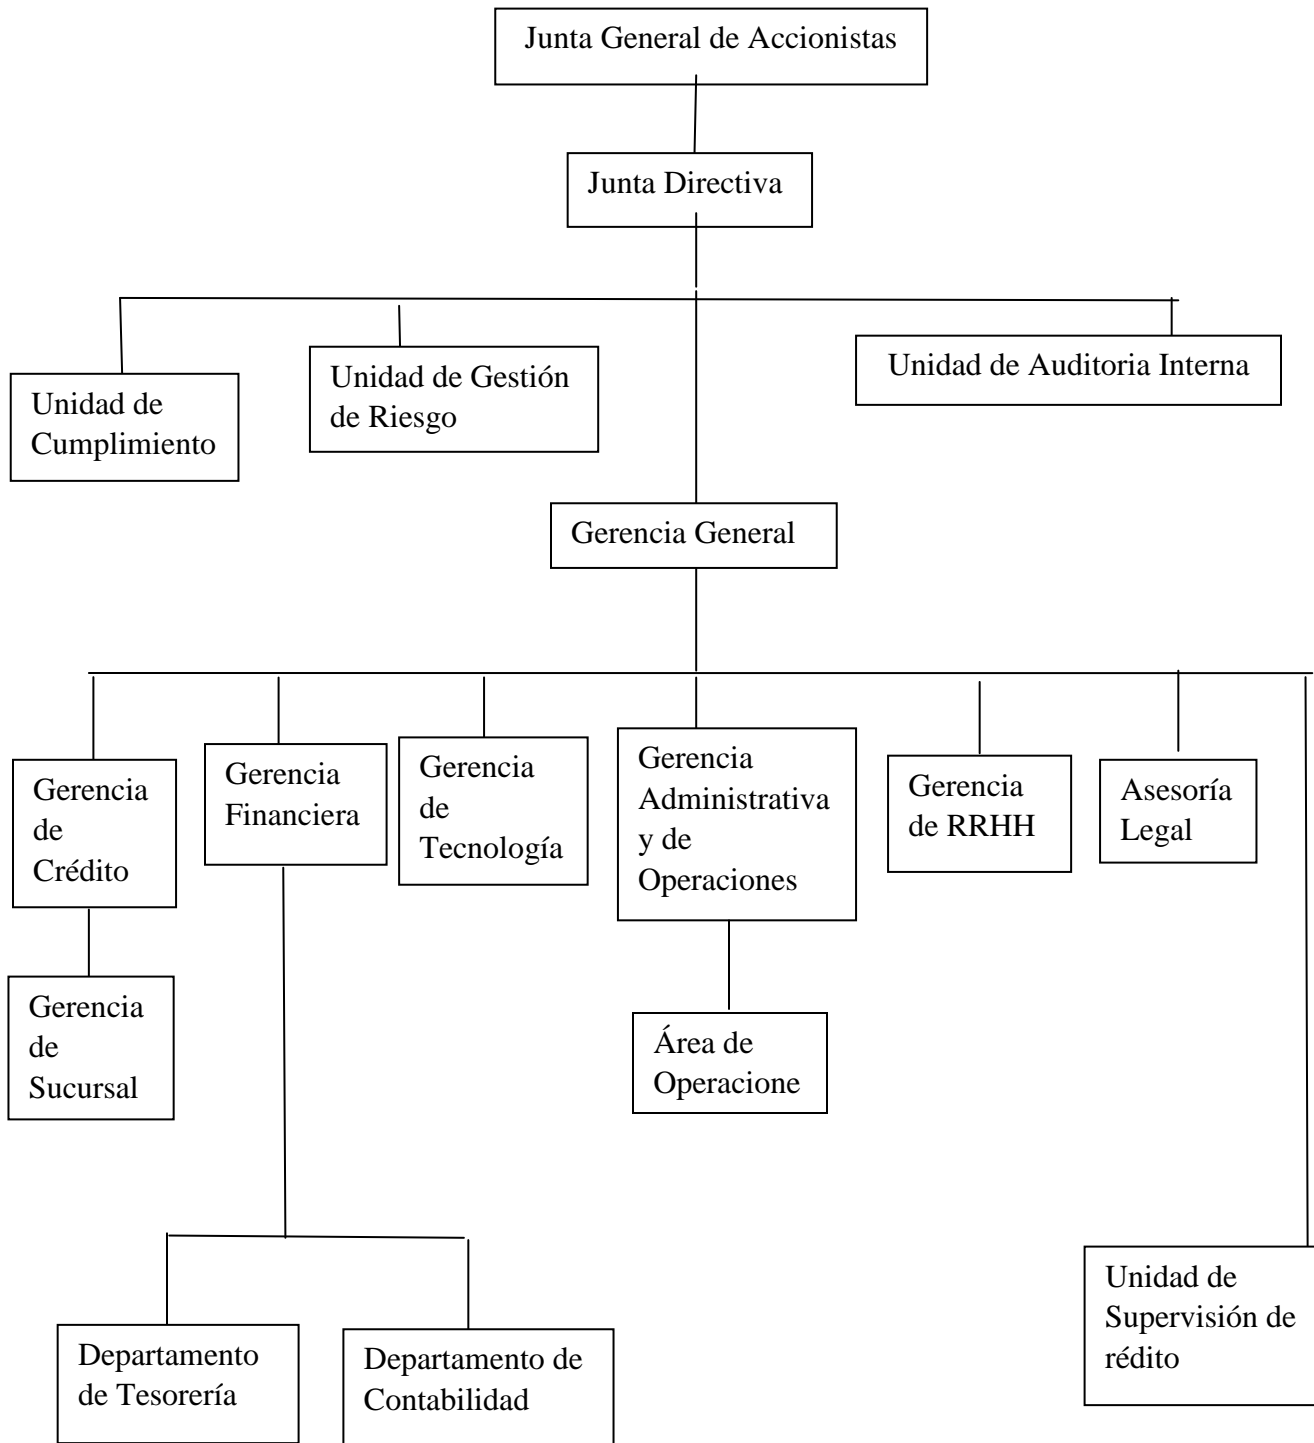 Junta General de Accionistas
Junta Directiva
Unidad de
Cumplimiento
Unidad de Gestión
de Riesgo
Unidad de Auditoria Interna
Gerencia General
Gerencia
de
Crédito
Gerencia
Financiera
Gerencia
de
Tecnología
Gerencia
Administrativa
y de
Operaciones
Gerencia
de RRHH
Asesoría
Legal
Gerencia
de
Sucursal
Área de
Operacione
Departamento
de Tesorería
Departamento de
Contabilidad
Unidad de
Supervisión de
rédito